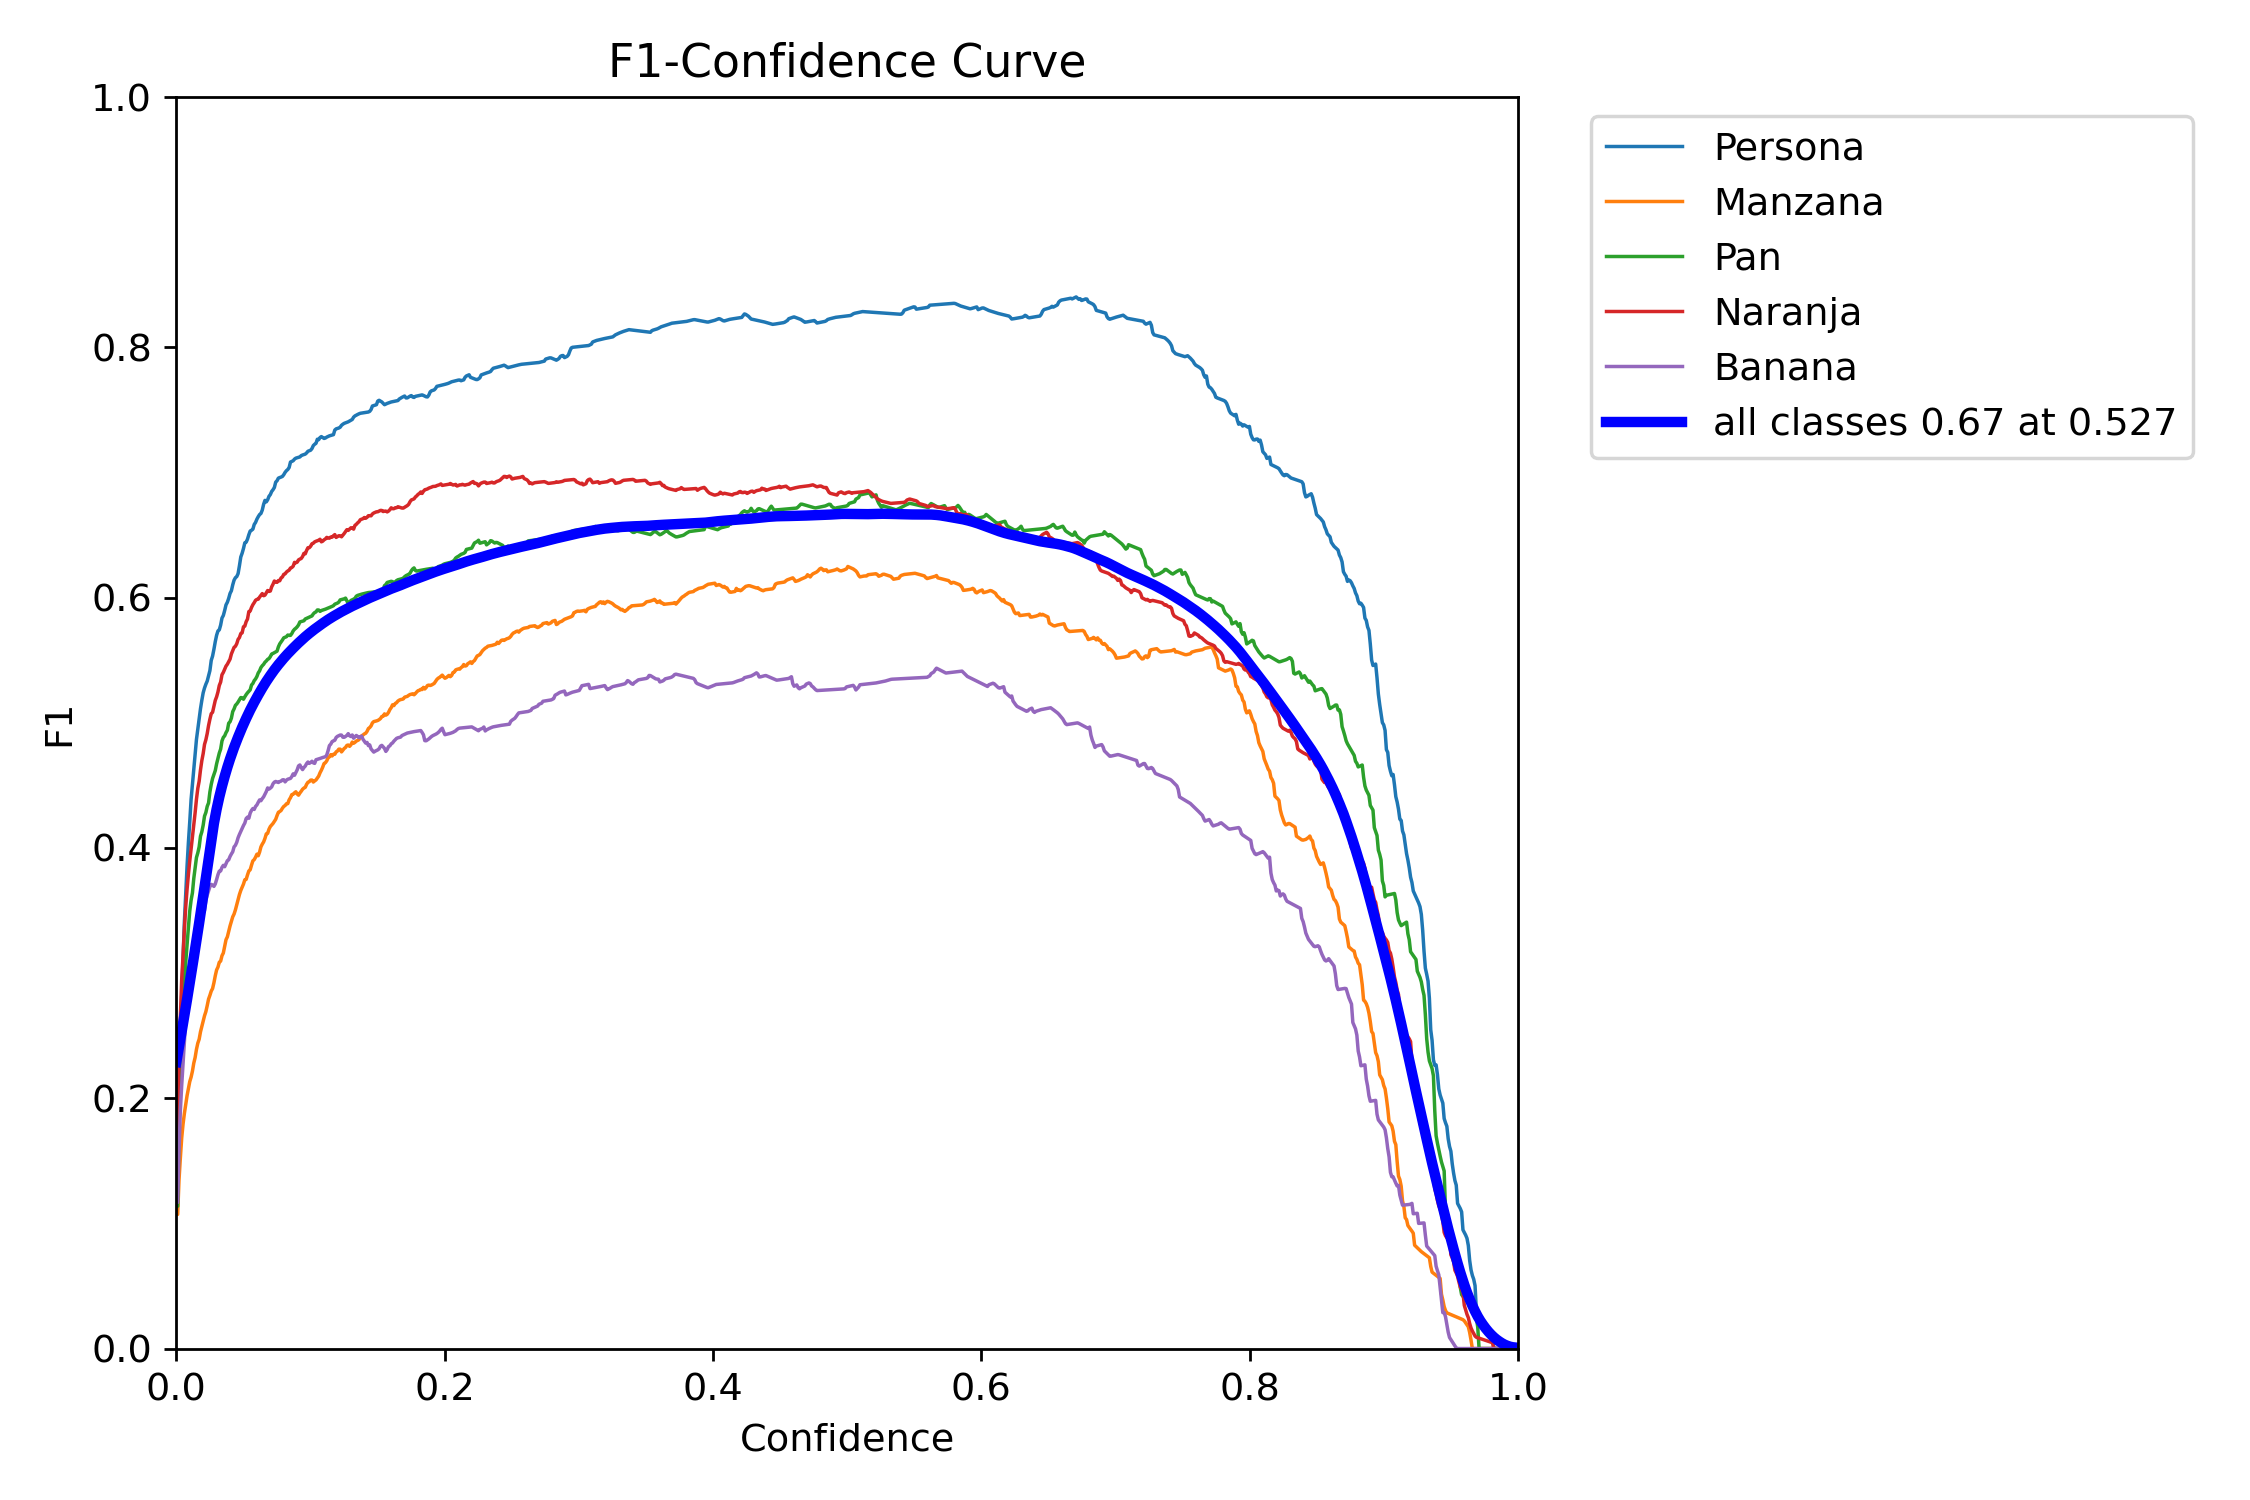 F1-Confidence Curve
1.0
0.8
0.6
0.4
0.2
0.0
F1
0.0 0.2 0.4 0.6 0.8 1.0
Confidence
Persona
Manzana
Pan
Naranja
Banana
all classes 0.67 at 0.527